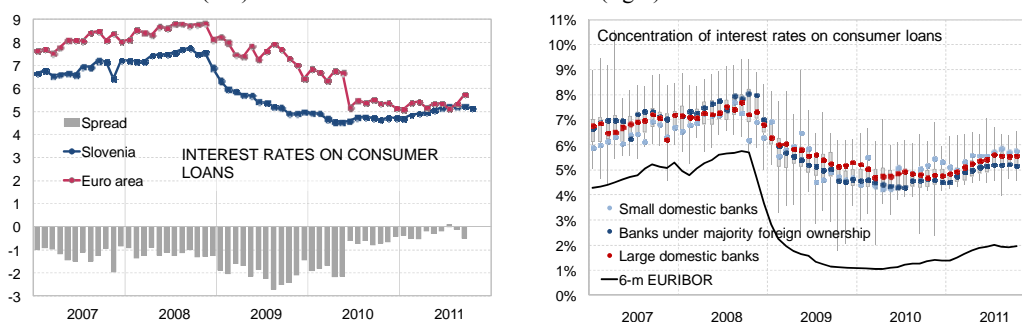 9
8
7
6
5
4
3
2
1
0
-1
-2
-3
Spread
Slovenia
Euro area
INTEREST RATES ON CONSUMER
LOANS
2007 2008 2009 2010 2011
11%
10%
9%
8%
7%
6%
5%
4%
3%
2%
1%
0%
Concentration of interest rates on consumer loans
Small domestic banks
Banks under majority foreign ownership
Large domestic banks
6-m EURIBOR
2007 2008 2009 2010 2011